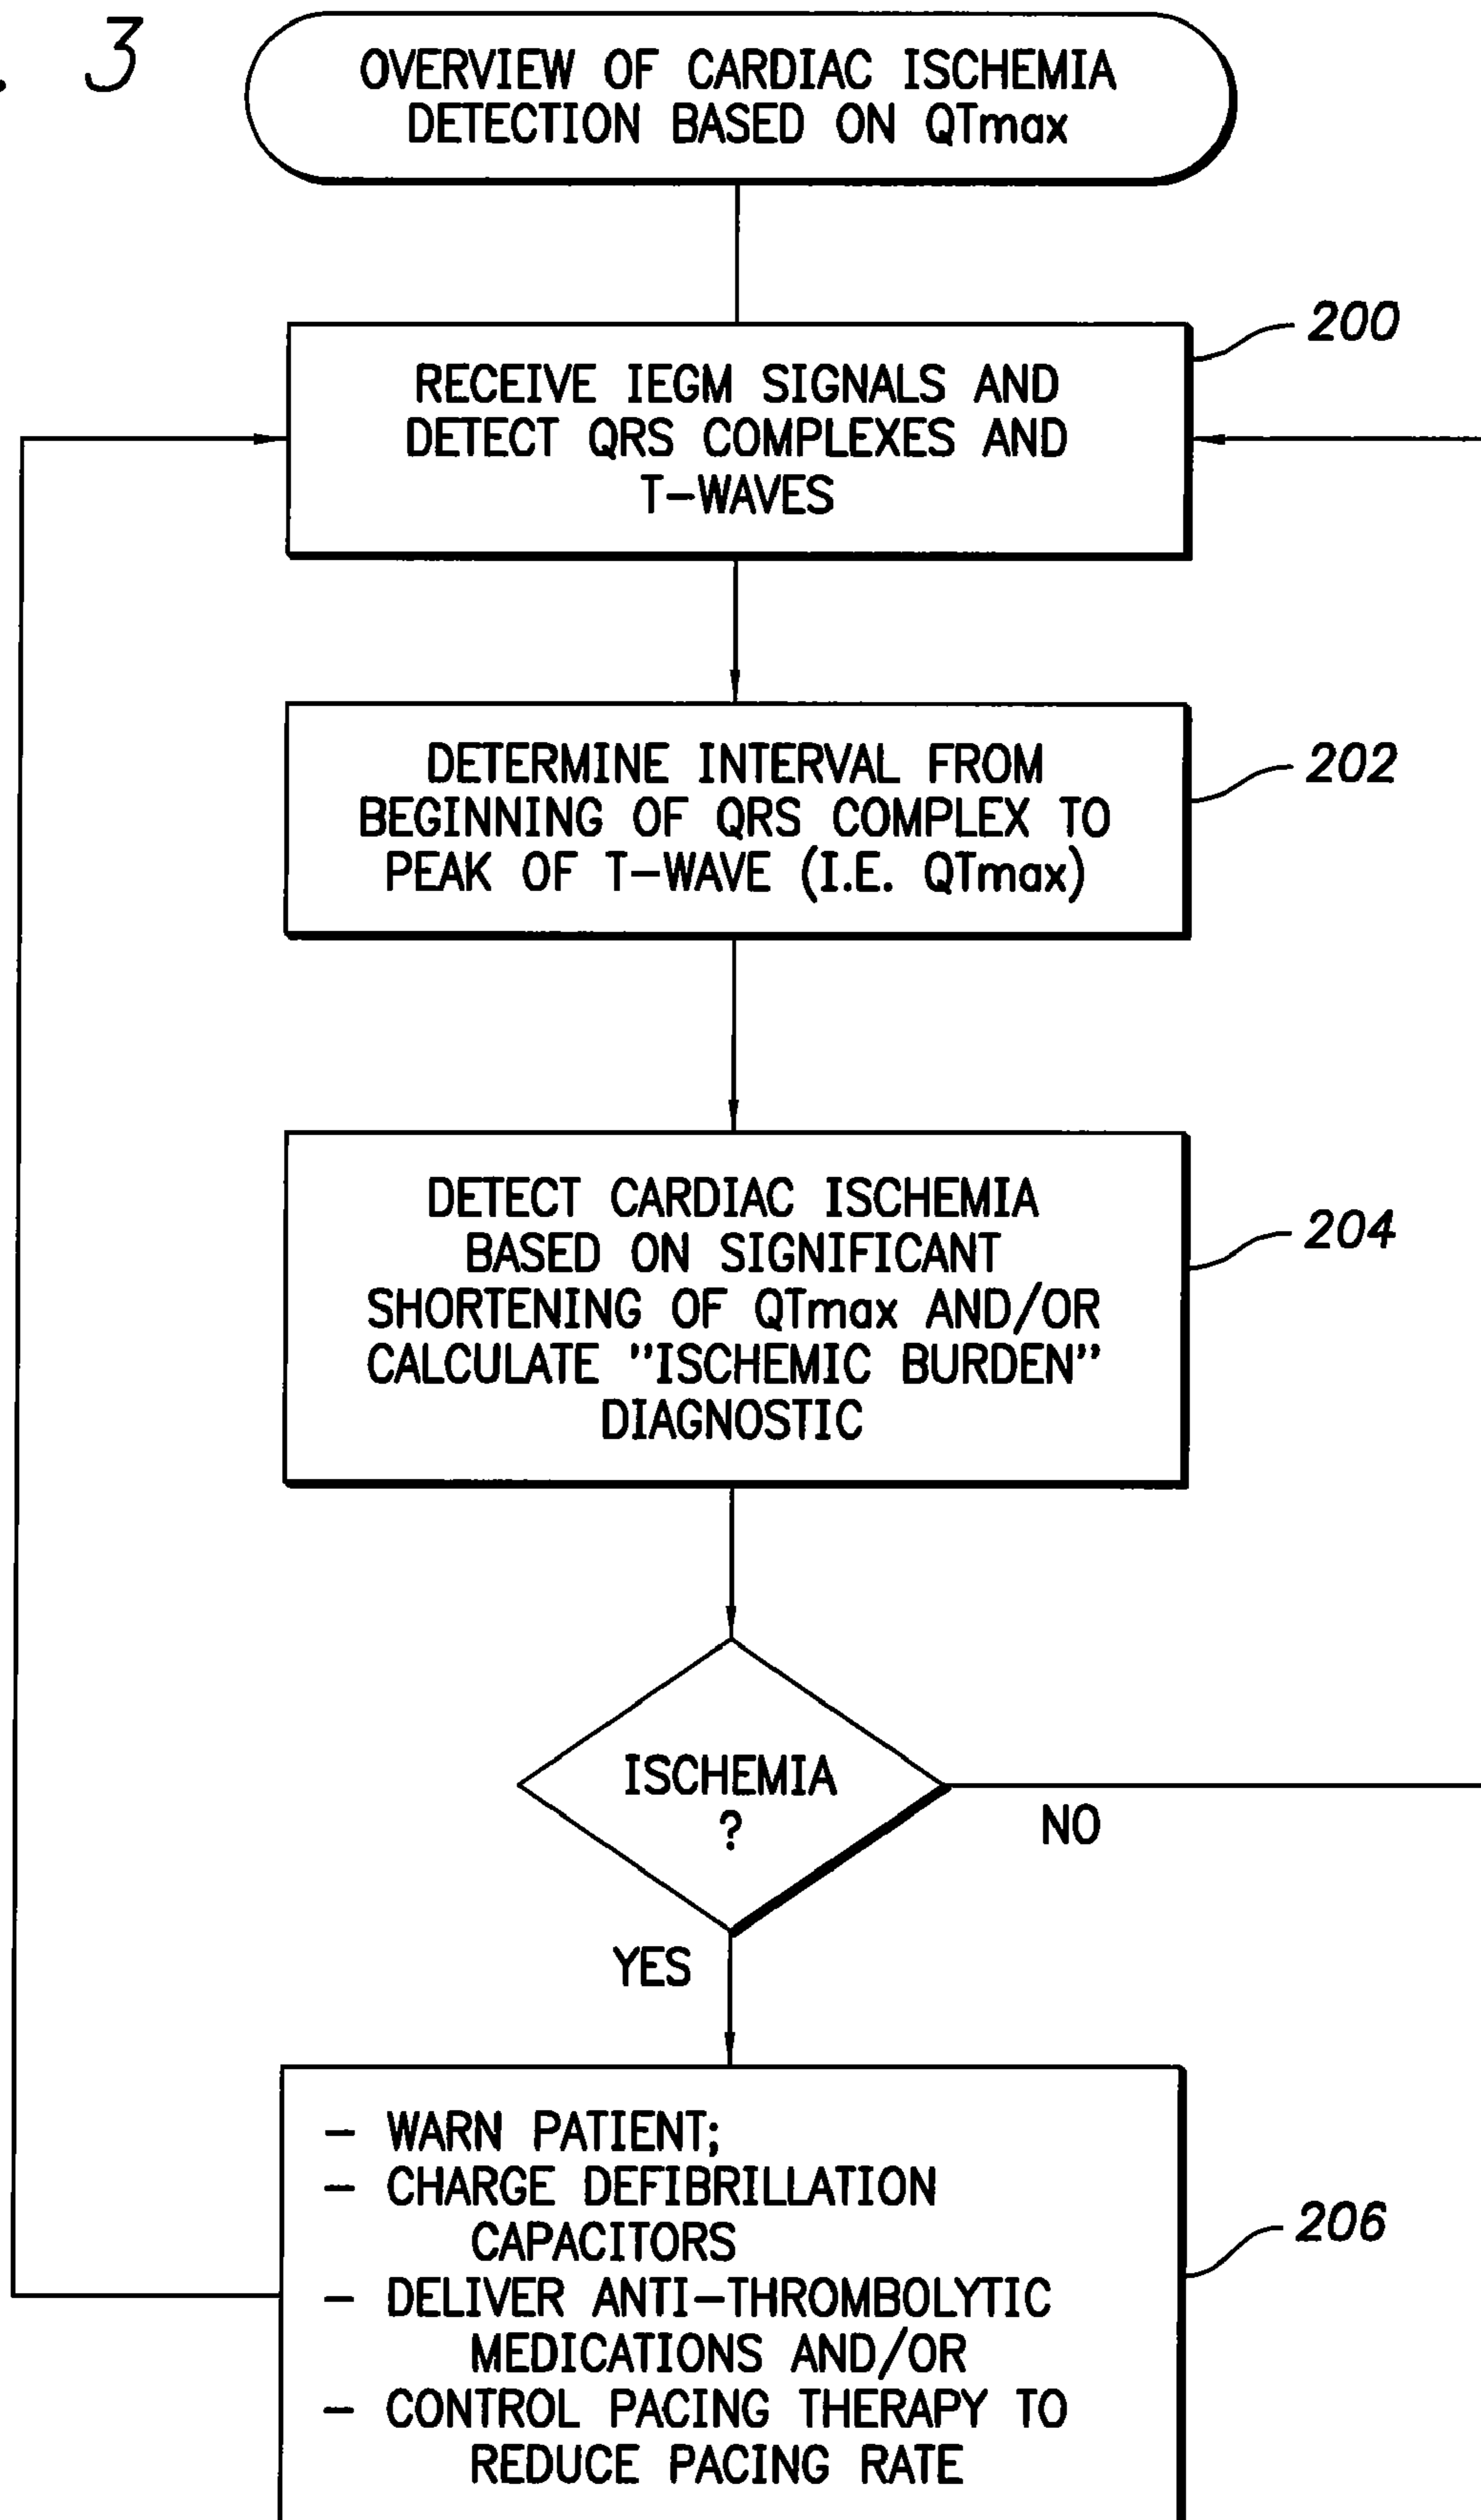 . 3
OVERVIEW OF CARDIAC ISCHEMIA
DETECTION BASED ON QTmax
200
RECEIVE IEGM SIGNALS AND
DETECT QRS COMPLEXES AND
T-WAVES
202
DETERMINE INTERVAL FROM
BEGINNING OF QRS COMPLEX TO
PEAK OF T-WAVE (I.E. QTmax)
204
DETECT CARDIAC ISCHEMIA
BASED ON SIGNIFICANT
SHORTENING OF QTmax AND/OR
CALCULATE "ISCHEMIC BURDEN"
DIAGNOSTIC
ISCHEMIA
?
NO
YES
206
- WARN PATIENT;
- CHARGE DEFIBRILLATION
CAPACITORS
- DELIVER ANTI-THROMBOLYTIC
MEDICATIONS AND/OR
- CONTROL PACING THERAPY TO
REDUCE PACING RATE